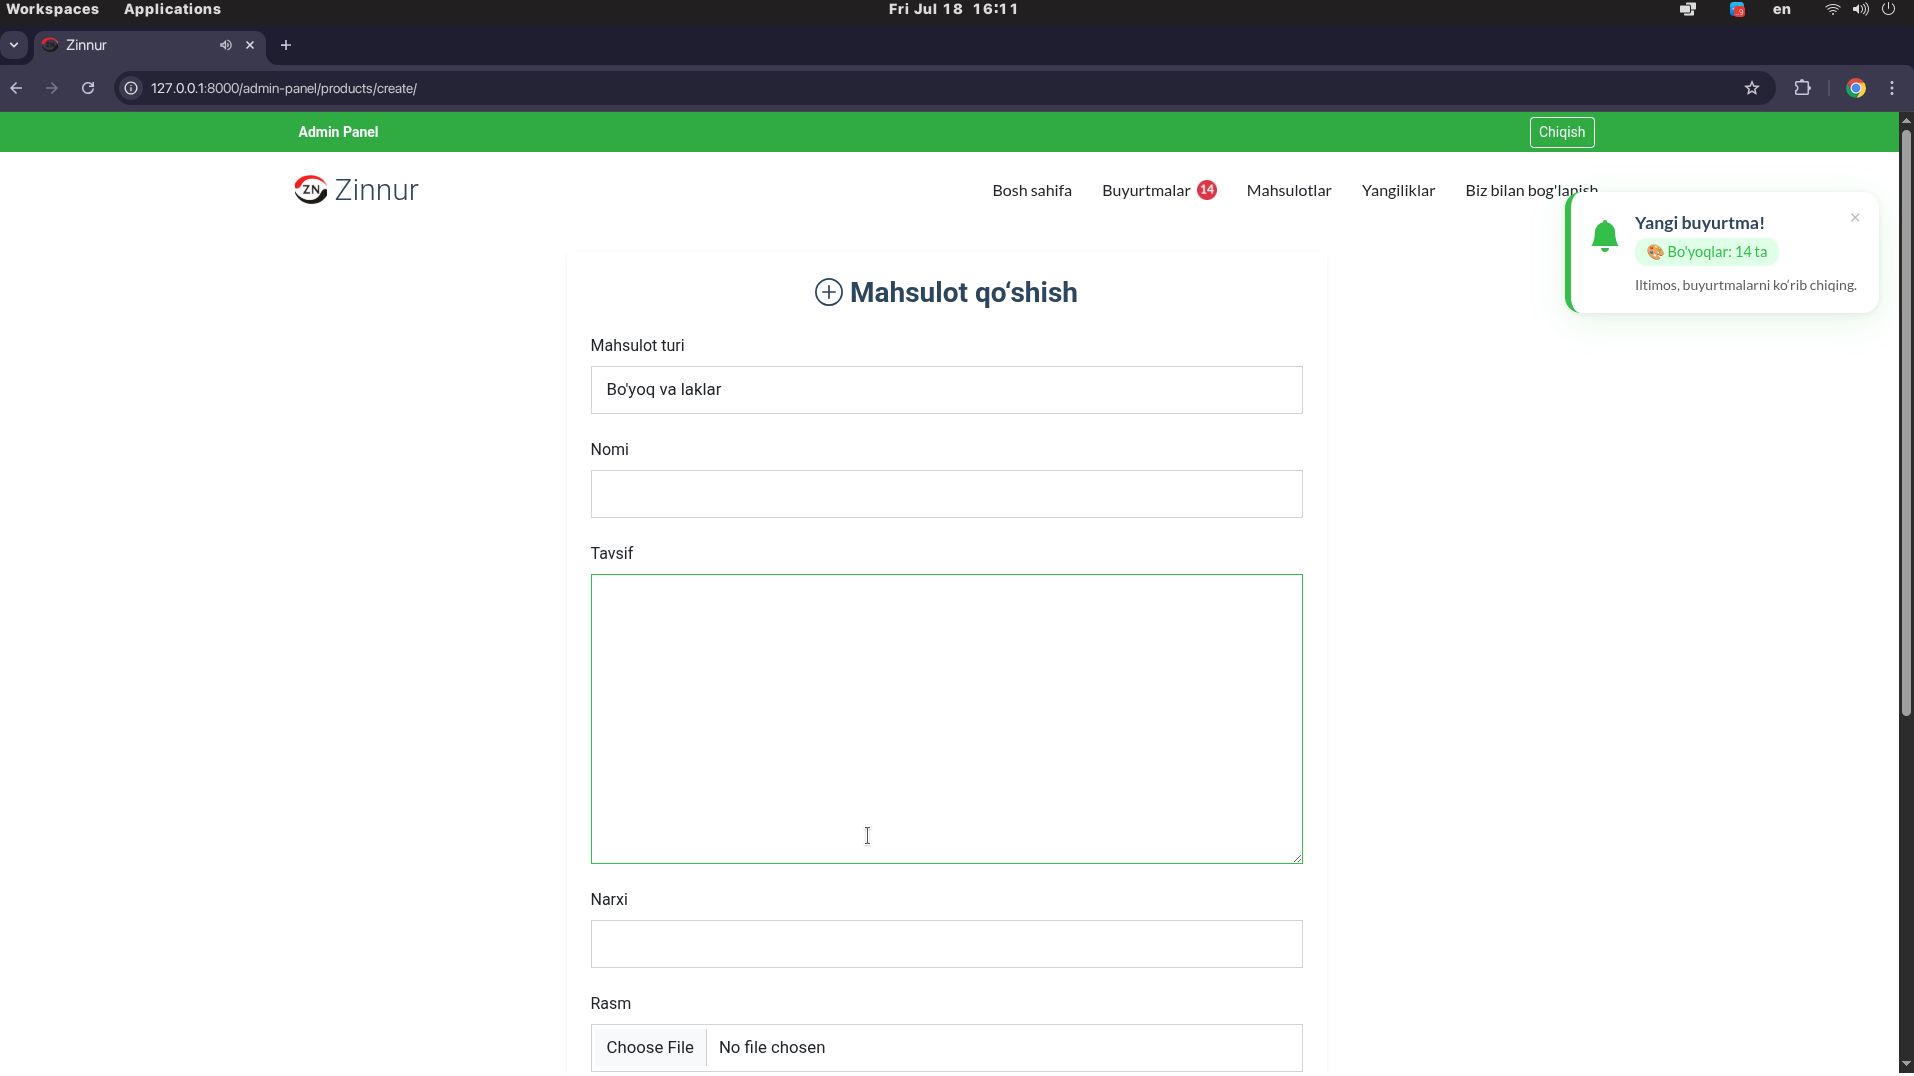 Workspaces Applications Fri Jul 18 16:11 en
Zinnur
127.0.0.1:8000/admin-panel/products/create/
Admin Panel Chiqish
ZN Zinnur Bosh sahifa Buyurtmalar 14 Mahsulotlar Yangiliklar Biz bilan bog'lanish
Yangi buyurtma!
Bo'yoqlar: 14 ta
Iltimos, buyurtmalarni ko‘rib chiqing.
Mahsulot qo‘shish
Mahsulot turi
Bo'yoq va laklar
Nomi
Tavsif
Narxi
Rasm
Choose File No file chosen